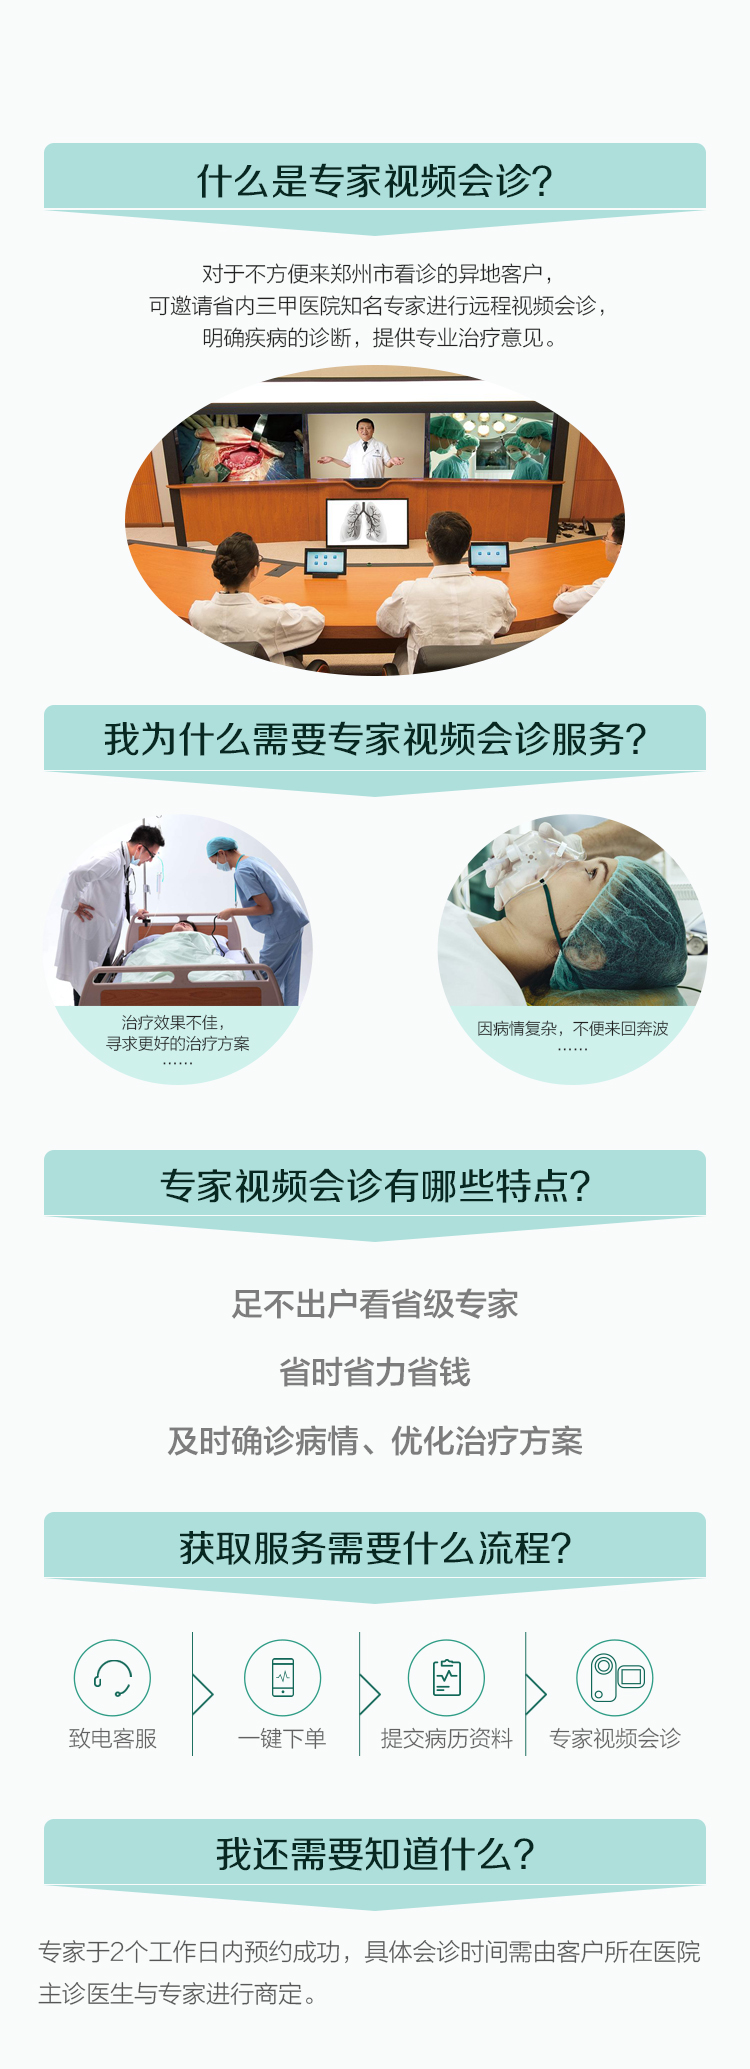 什么是专家视频会诊?
对于不方便来郑州市看诊的异地客户，
可邀请省内三甲医院知名专家进行远程视频会诊，
明确疾病的诊断，提供专业治疗意见。
我为什么需要专家视频会诊服务?
治疗效果不佳，
寻求更好的治疗方案
……
因病情复杂，不便来回奔波
……
专家视频会诊有哪些特点?
足不出户看省级专家
省时省力省钱
及时确诊病情、优化治疗方案
获取服务需要什么流程?
致电客服
一键下单
提交病历资料
专家视频会诊
我还需要知道什么?
专家于2个工作日内预约成功，具体会诊时间需由客户所在医院
主诊医生与专家进行商定。